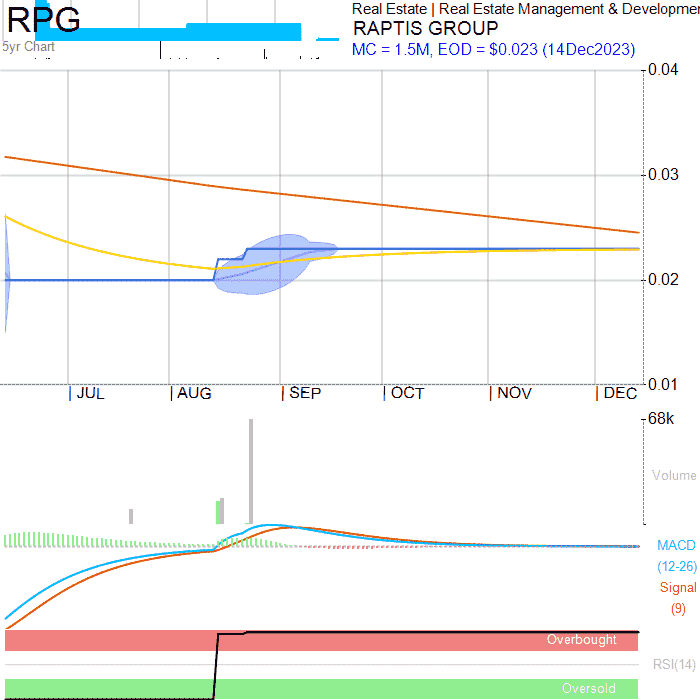 RPG
5yr Chart
Real Estate | Real Estate Management & Developmen
RAPTIS GROUP
MC = 1.5M, EOD = $0.023 (14Dec2023)
0.04
0.03
0.02
0.01
JUL AUG SEP OCT NOV DEC
68k
Volume
MACD
(12-26)
Signal
(9)
Overbought
RSI(14)
Oversold